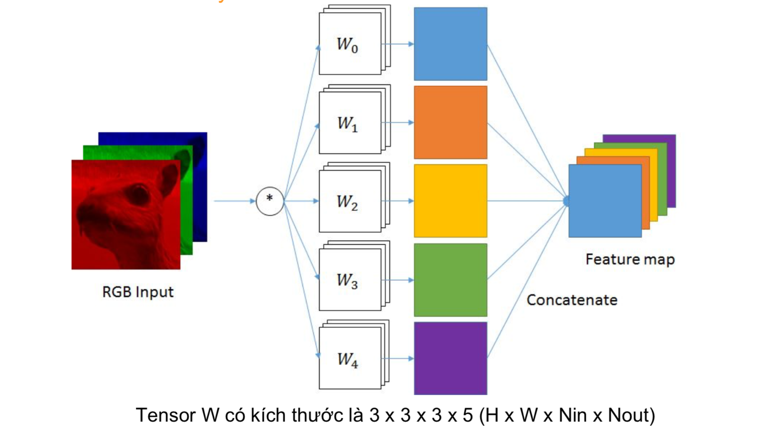 W0
W1
*
W2
Feature map
RGB Input
W3
Concatenate
W4
Tensor W có kích thước là 3 x 3 x 3 x 5 (H x W x Nin x Nout)